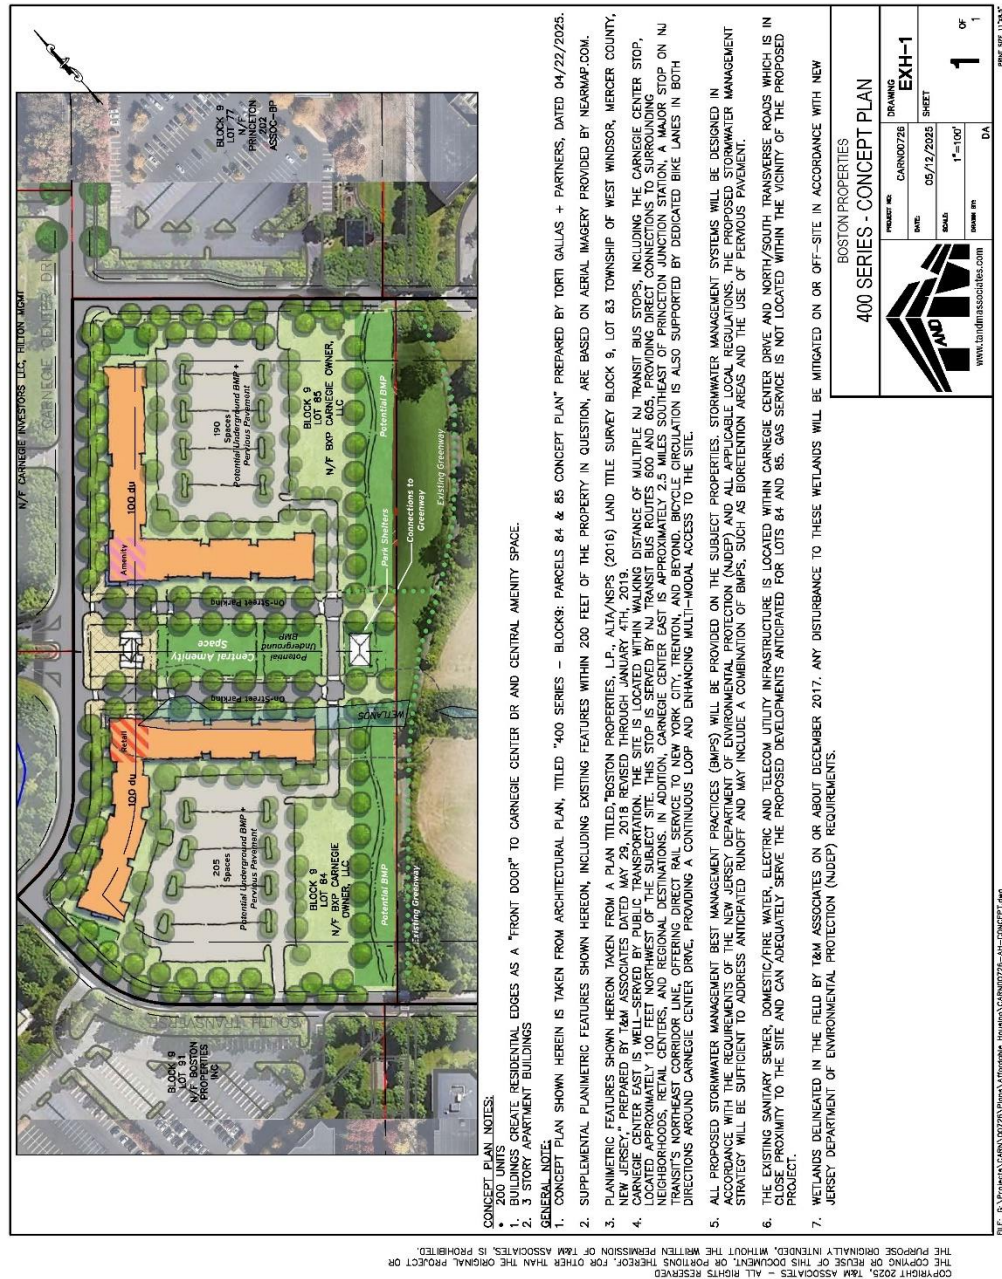 N/F CARNEGIE INVESTORS LLC, HILTON MGMT
CARNEGIE CENTER DR
BLOCK 9
LOT 77
N/F
PRINCETON
202
ASSOC-BP
100 du
Amenity
190
Spaces
Potential Underground BMP +
Pervious Pavement
BLOCK 9
LOT 85
N/F BXP CARNEGIE OWNER,
LLC
Potential BMP
Existing Greenway
Connections to
Greenway
Park Shelters
On-Street Parking
Central Amenity
Space
Potential
Underground
BMP
On-Street Parking
WETLANDS
Retail
100 du
205
Spaces
Potential Underground BMP +
Pervious Pavement
BLOCK 9
LOT 84
N/F BXP CARNEGIE
OWNER, LLC
Potential BMP
Existing Greenway
SOUTH TRANSVERSE
BLOCK 9
LOT 91
N/F BOSTON
PROPERTIES
INC
CONCEPT PLAN NOTES:
• 200 UNITS
1. BUILDINGS CREATE RESIDENTIAL EDGES AS A "FRONT DOOR" TO CARNEGIE CENTER DR AND CENTRAL AMENITY SPACE.
2. 3 STORY APARTMENT BUILDINGS
GENERAL NOTE:
1. CONCEPT PLAN SHOWN HEREIN IS TAKEN FROM ARCHITECTURAL PLAN, TITLED "400 SERIES – BLOCK9: PARCELS 84 & 85 CONCEPT PLAN" PREPARED BY TORTI GALLAS + PARTNERS, DATED 04/22/2025.
2. SUPPLEMENTAL PLANIMETRIC FEATURES SHOWN HEREON, INCLUDING EXISTING FEATURES WITHIN 200 FEET OF THE PROPERTY IN QUESTION, ARE BASED ON AERIAL IMAGERY PROVIDED BY NEARMAP.COM.
3. PLANIMETRIC FEATURES SHOWN HEREON TAKEN FROM A PLAN TITLED,"BOSTON PROPERTIES, LP., ALTA/NSPS (2016) LAND TITLE SURVEY BLOCK 9, LOT 83 TOWNSHIP OF WEST WINDSOR, MERCER COUNTY,
NEW JERSEY," PREPARED BY T&M ASSOCIATES DATED MAY 29, 2018 REVISED THROUGH JANUARY 4TH, 2019.
4. CARNEGIE CENTER EAST IS WELL-SERVED BY PUBLIC TRANSPORTATION. THE SITE IS LOCATED WITHIN WALKING DISTANCE OF MULTIPLE NJ TRANSIT BUS STOPS, INCLUDING THE CARNEGIE CENTER STOP,
LOCATED APPROXIMATELY 100 FEET NORTHWEST OF THE SUBJECT SITE. THIS STOP IS SERVED BY NJ TRANSIT BUS ROUTES 600 AND 605, PROVIDING DIRECT CONNECTIONS TO SURROUNDING
NEIGHBORHOODS, RETAIL CENTERS, AND REGIONAL DESTINATIONS. IN ADDITION, CARNEGIE CENTER EAST IS APPROXIMATELY 2.5 MILES SOUTHEAST OF PRINCETON JUNCTION STATION, A MAJOR STOP ON NJ
TRANSIT'S NORTHEAST CORRIDOR LINE, OFFERING DIRECT RAIL SERVICE TO NEW YORK CITY, TRENTON, AND BEYOND. BICYCLE CIRCULATION IS ALSO SUPPORTED BY DEDICATED BIKE LANES IN BOTH
DIRECTIONS AROUND CARNEGIE CENTER DRIVE, PROVIDING A CONTINUOUS LOOP AND ENHANCING MULTI-MODAL ACCESS TO THE SITE.
5. ALL PROPOSED STORMWATER MANAGEMENT BEST MANAGEMENT PRACTICES (BMPS) WILL BE PROVIDED ON THE SUBJECT PROPERTIES. STORMWATER MANAGEMENT SYSTEMS WILL BE DESIGNED IN
ACCORDANCE WITH THE REQUIREMENTS OF THE NEW JERSEY DEPARTMENT OF ENVIRONMENTAL PROTECTION (NJDEP) AND ALL APPLICABLE LOCAL REGULATIONS. THE PROPOSED STORMWATER MANAGEMENT
STRATEGY WILL BE SUFFICIENT TO ADDRESS ANTICIPATED RUNOFF AND MAY INCLUDE A COMBINATION OF BMPS, SUCH AS BIORETENTION AREAS AND THE USE OF PERVIOUS PAVEMENT.
6. THE EXISTING SANITARY SEWER, DOMESTIC/FIRE WATER, ELECTRIC AND TELECOM UTILITY INFRASTRUCTURE IS LOCATED WITHIN CARNEGIE CENTER DRIVE AND NORTH/SOUTH TRANSVERSE ROADS WHICH IS IN
CLOSE PROXIMITY TO THE SITE AND CAN ADEQUATELY SERVE THE PROPOSED DEVELOPMENTS ANTICIPATED FOR LOTS 84 AND 85. GAS SERVICE IS NOT LOCATED WITHIN THE VICINITY OF THE PROPOSED
PROJECT.
7. WETLANDS DELINEATED IN THE FIELD BY T&M ASSOCIATES ON OR ABOUT DECEMBER 2017. ANY DISTURBANCE TO THESE WETLANDS WILL BE MITIGATED ON OR OFF-SITE IN ACCORDANCE WITH NEW
JERSEY DEPARTMENT OF ENVIRONMENTAL PROTECTION (NJDEP) REQUIREMENTS.
BOSTON PROPERTIES
400 SERIES - CONCEPT PLAN
T AND M
www.tandmassociates.com
PROJECT NO:
CARN00726
DATE:
05/12/2025
SCALE:
1"=100'
DRAWN BY:
DA
DRAWING
EXH-1
SHEET
1
OF
1
COPYRIGHT 2025, T&M ASSOCIATES – ALL RIGHTS RESERVED
THE COPYING OR REUSE OF THIS DOCUMENT, OR PORTIONS THEREOF, FOR OTHER THAN THE ORIGINAL PROJECT OR
THE PURPOSE ORIGINALLY INTENDED, WITHOUT THE WRITTEN PERMISSION OF T&M ASSOCIATES, IS PROHIBITED.